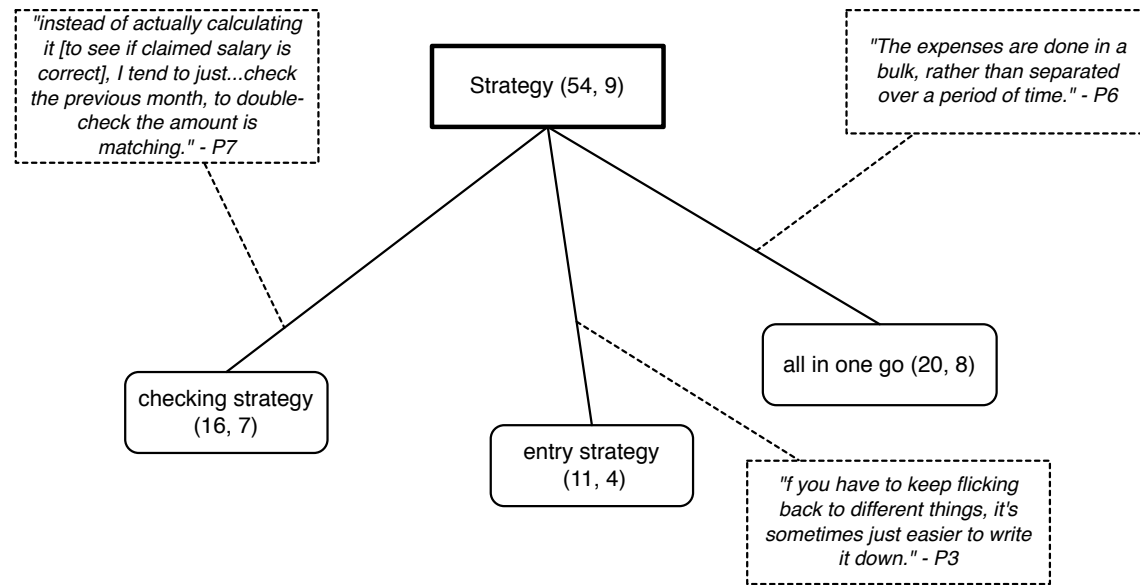 "instead of actually calculating
it [to see if claimed salary is
correct], I tend to just...check
the previous month, to double-
check the amount is
matching." - P7
Strategy (54, 9)
"The expenses are done in a
bulk, rather than separated
over a period of time." - P6
checking strategy
(16, 7)
entry strategy
(11, 4)
all in one go (20, 8)
"f you have to keep flicking
back to different things, it's
sometimes just easier to write
it down." - P3